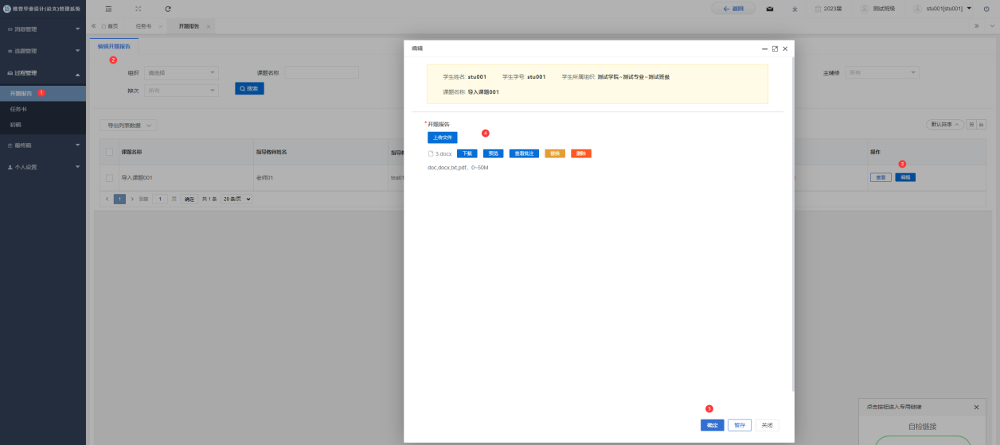 维普毕业设计(论文)管理系统
返回
2023届
测试班级
stu001[stu001]
消息管理
首页
任务书
开题报告
选题管理
编辑开题报告
编辑
2
过程管理
组织
请选择
课题名称
学生姓名: stu001
学生学号: stu001
学生所属组织: 测试学院~测试专业~测试班级
主辅修
所有
开题报告
1
届次
所有
搜索
课题名称: 导入课题001
任务书
初稿
导出列表数据
*开题报告
默认排序
4
上传文件
最终稿
课题名称
指导教师姓名
操作
3.docx
下载
预览
查看批注
替换
删除
3
个人设置
doc,docx,txt,pdf，0~50M
导入课题001
老师01
tea01
查看
编辑
1
到第
1
页
确定
共 1 条
20 条/页
5
点击按钮进入专用链接
确定
暂存
关闭
自检链接